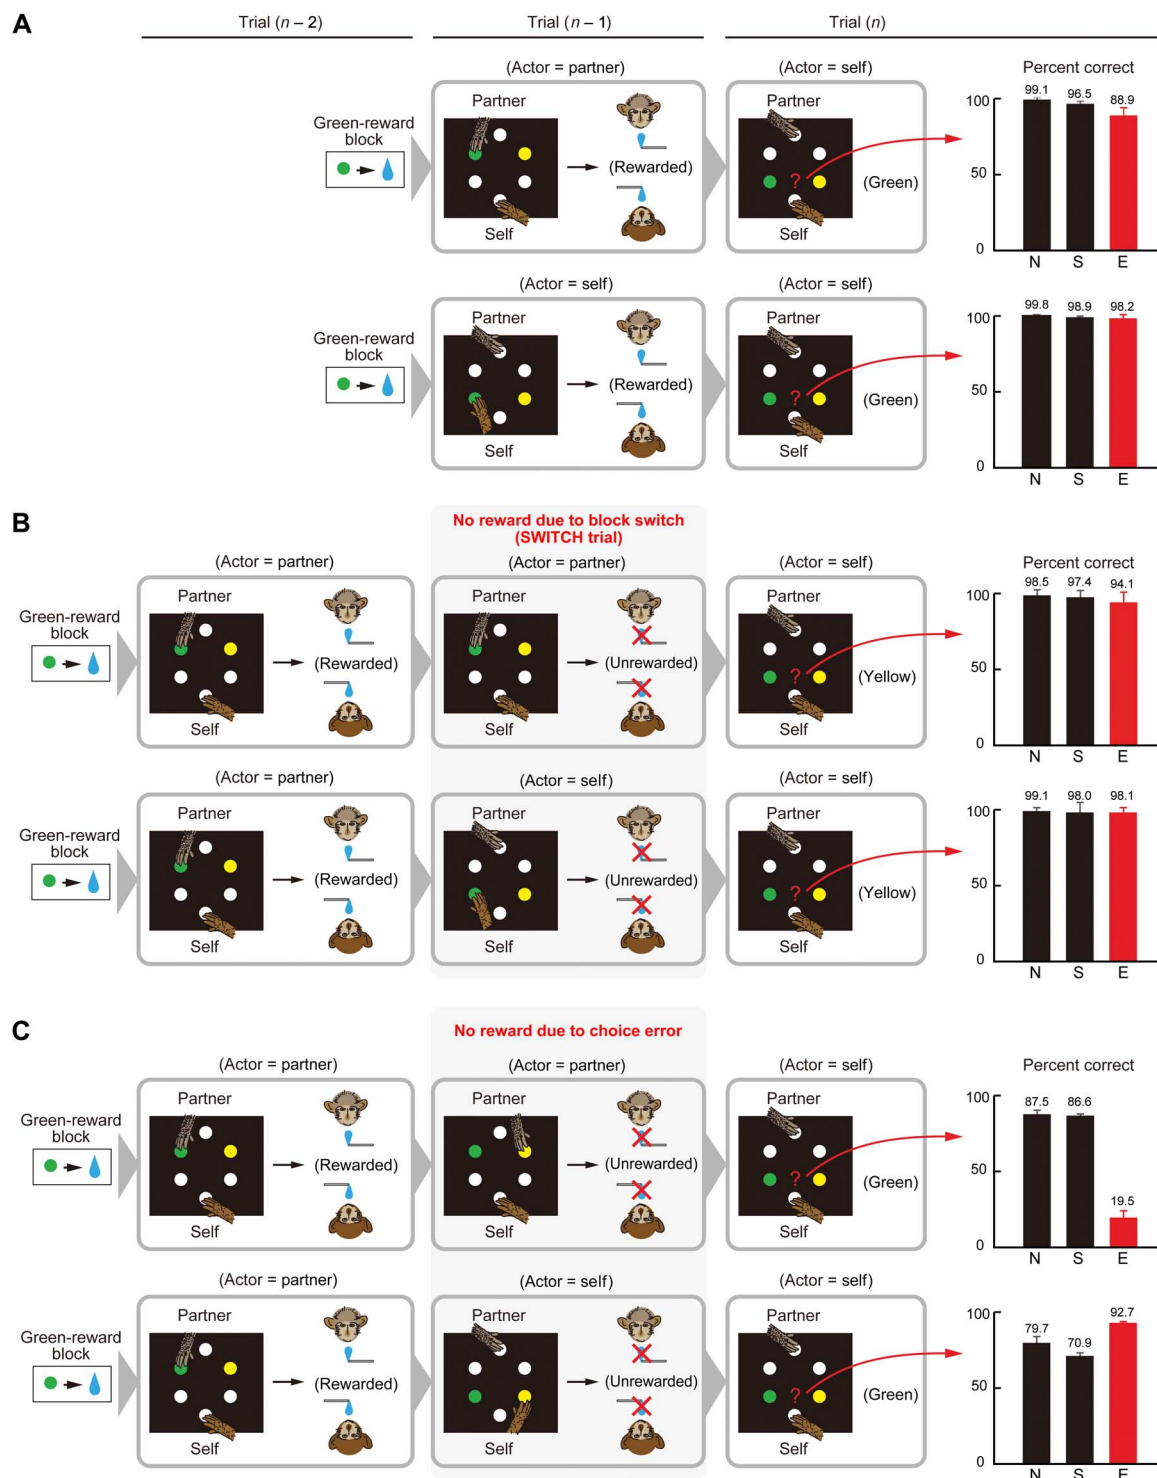 A
Trial (n – 2)
Trial (n – 1)
Trial (n)
(Actor = partner)
(Actor = self)
Percent correct
Green-reward
block
Partner
(Rewarded)
Self
Partner
?
(Green)
Self
100
50
0
99.1
96.5
88.9
N
S
E
(Actor = self)
(Actor = self)
Green-reward
block
Partner
(Rewarded)
Self
Partner
?
(Green)
Self
100
50
0
99.8
98.9
98.2
N
S
E
B
No reward due to block switch
(SWITCH trial)
(Actor = partner)
(Actor = partner)
(Actor = self)
Percent correct
Green-reward
block
Partner
(Rewarded)
Self
Partner
(Unrewarded)
Self
Partner
?
(Yellow)
Self
100
50
0
98.5
97.4
94.1
N
S
E
(Actor = partner)
(Actor = self)
(Actor = self)
Green-reward
block
Partner
(Rewarded)
Self
Partner
(Unrewarded)
Self
Partner
?
(Yellow)
Self
100
50
0
99.1
98.0
98.1
N
S
E
C
No reward due to choice error
(Actor = partner)
(Actor = partner)
(Actor = self)
Percent correct
Green-reward
block
Partner
(Rewarded)
Self
Partner
(Unrewarded)
Self
Partner
?
(Green)
Self
100
50
0
87.5
86.6
19.5
N
S
E
(Actor = partner)
(Actor = self)
(Actor = self)
Green-reward
block
Partner
(Rewarded)
Self
Partner
(Unrewarded)
Self
Partner
?
(Green)
Self
100
50
0
79.7
70.9
92.7
N
S
E